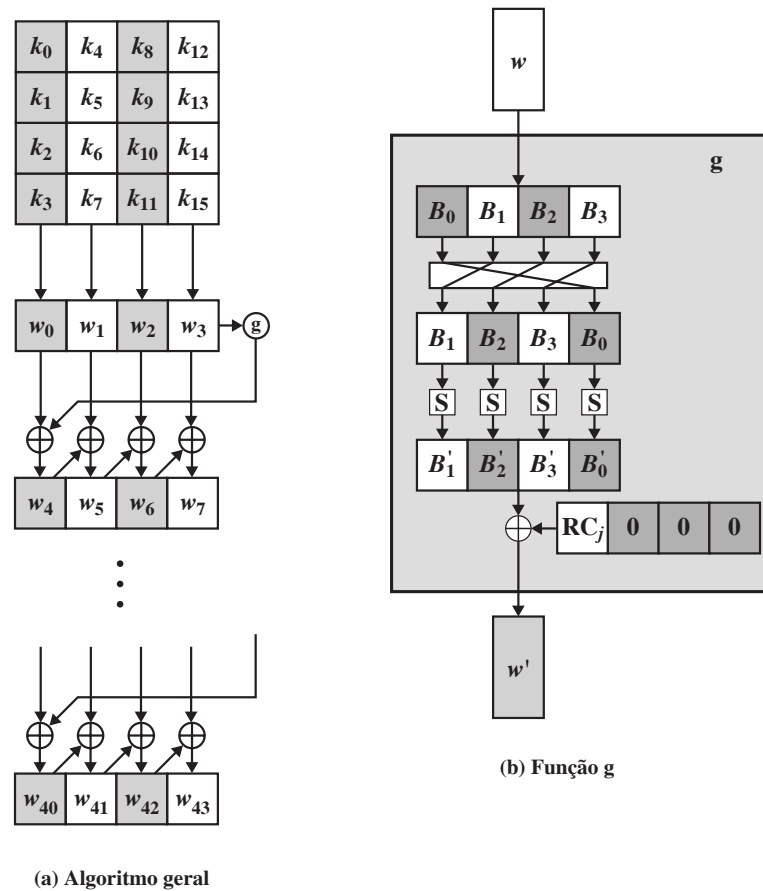 k0 k4 k8 k12
k1 k5 k9 k13
k2 k6 k10 k14
k3 k7 k11 k15
w0 w1 w2 w3 g
w4 w5 w6 w7
w40 w41 w42 w43
(a) Algoritmo geral
w
g
B0 B1 B2 B3
B1 B2 B3 B0
S S S S
B'1 B'2 B'3 B'0
RCj 0 0 0
w'
(b) Função g